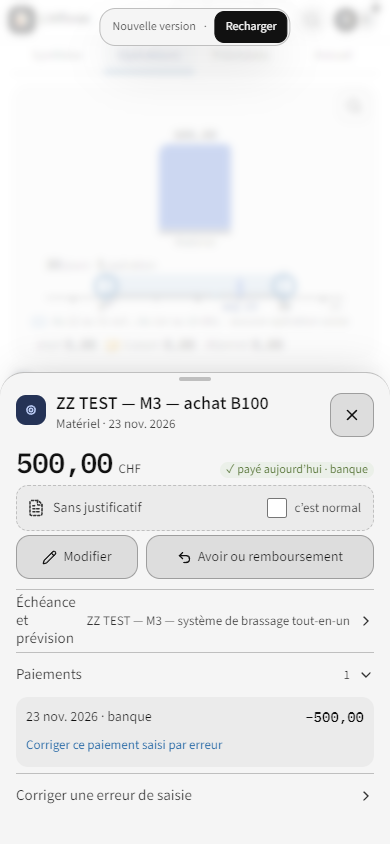 Nouvelle version · Recharger
ZZ TEST — M3 — achat B100
Matériel · 23 nov. 2026
500,00 CHF
✓ payé aujourd'hui · banque
Sans justificatif
c'est normal
Modifier
Avoir ou remboursement
Échéance
et
prévision
ZZ TEST — M3 — système de brassage tout-en-un
Paiements
1
23 nov. 2026 · banque
−500,00
Corriger ce paiement saisi par erreur
Corriger une erreur de saisie